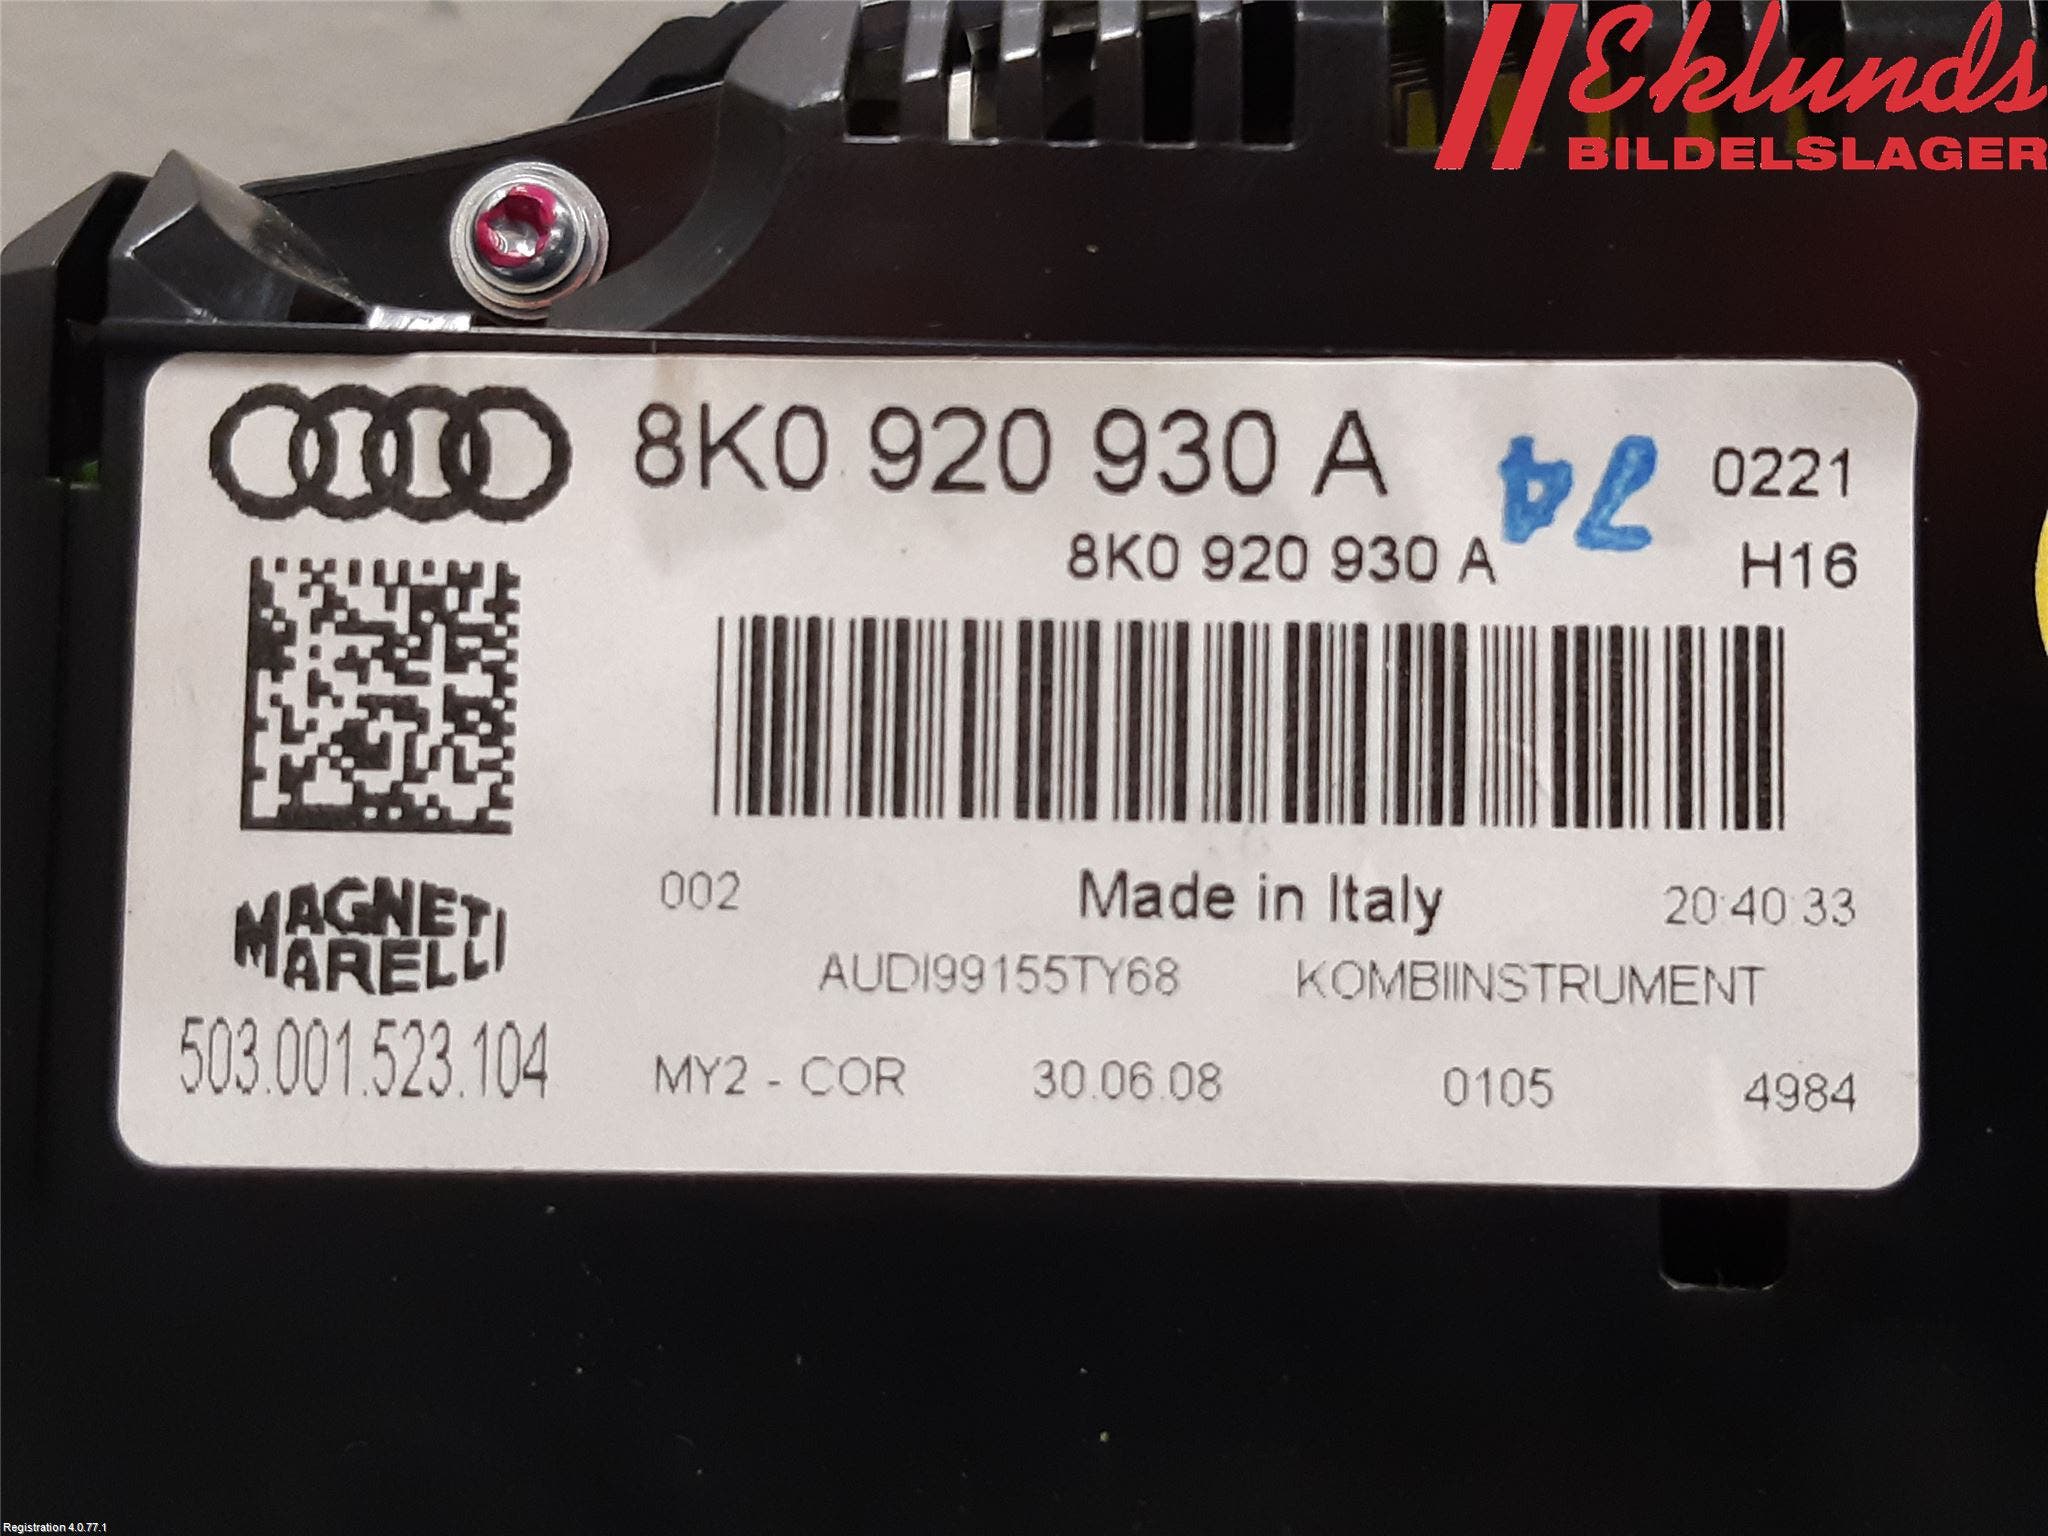 Eklunds
BILDELSLAGER
8K0 920 930 A
0221
8K0 920 930 A
H16
MAGNETI
MARELLI
002
Made in Italy
20:40:33
AUDI99155TY68
KOMBIINSTRUMENT
503.001.523.104
MY2 - COR
30.06.08
0105
4984
Registration 4.0.77.1